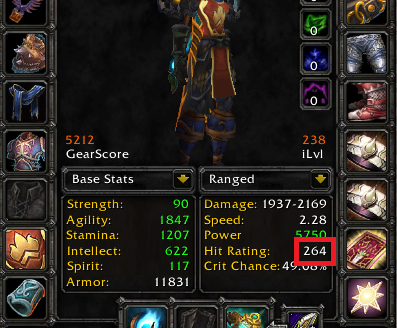 0
0
0
5212 238
GearScore iLvl
Base Stats Ranged
Strength: 90 Damage: 1937-2169
Agility: 1847 Speed: 2.28
Stamina: 1207 Power 5750
Intellect: 622 Hit Rating: 264
Spirit: 117 Crit Chance: 49.68%
Armor: 11831